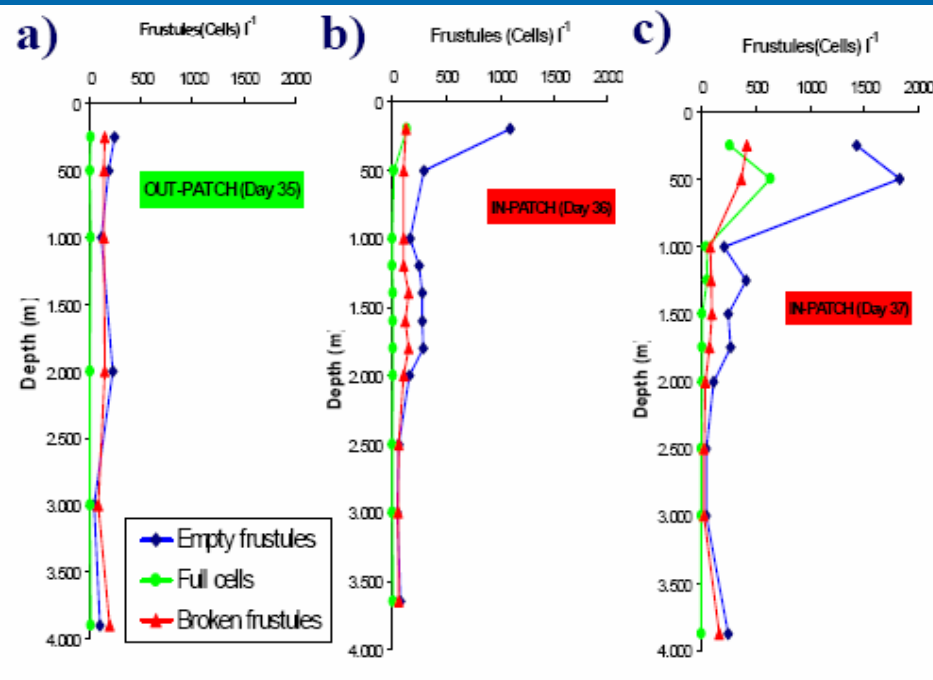 a)
Frustules(Cells) l⁻¹
0 500 1000 1500 2000
0
500
1.000
1.500
2.000
2.500
3.000
3.500
4.000
Depth (m)
OUT-PATCH (Day 35)
Empty frustules
Full cells
Broken frustules
b)
Frustules (Cells) l⁻¹
0 500 1000 1500 2000
0
500
1.000
1.500
2.000
2.500
3.000
3.500
4.000
Depth (m)
IN-PATCH (Day 36)
c)
Frustules(Cells) l⁻¹
0 500 1000 1500 2000
0
500
1.000
1.500
2.000
2.500
3.000
3.500
4.000
Depth (m)
IN-PATCH (Day 37)